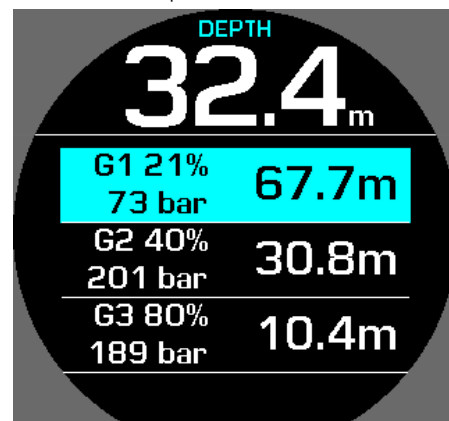 DEPTH
32.4m
G1 21%
73 bar
67.7m
G2 40%
201 bar
30.8m
G3 80%
189 bar
10.4m